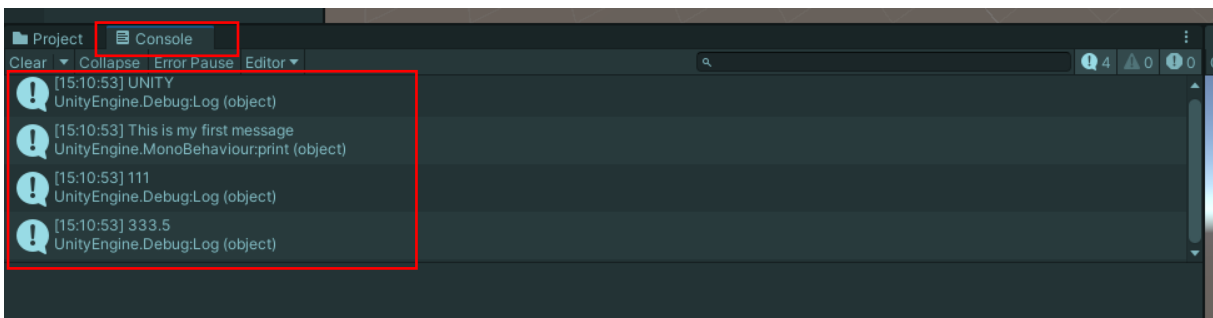 Project
Console
Clear Collapse Error Pause Editor
4 0 0
[15:10:53] UNITY
UnityEngine.Debug:Log (object)
[15:10:53] This is my first message
UnityEngine.MonoBehaviour:print (object)
[15:10:53] 111
UnityEngine.Debug:Log (object)
[15:10:53] 333.5
UnityEngine.Debug:Log (object)